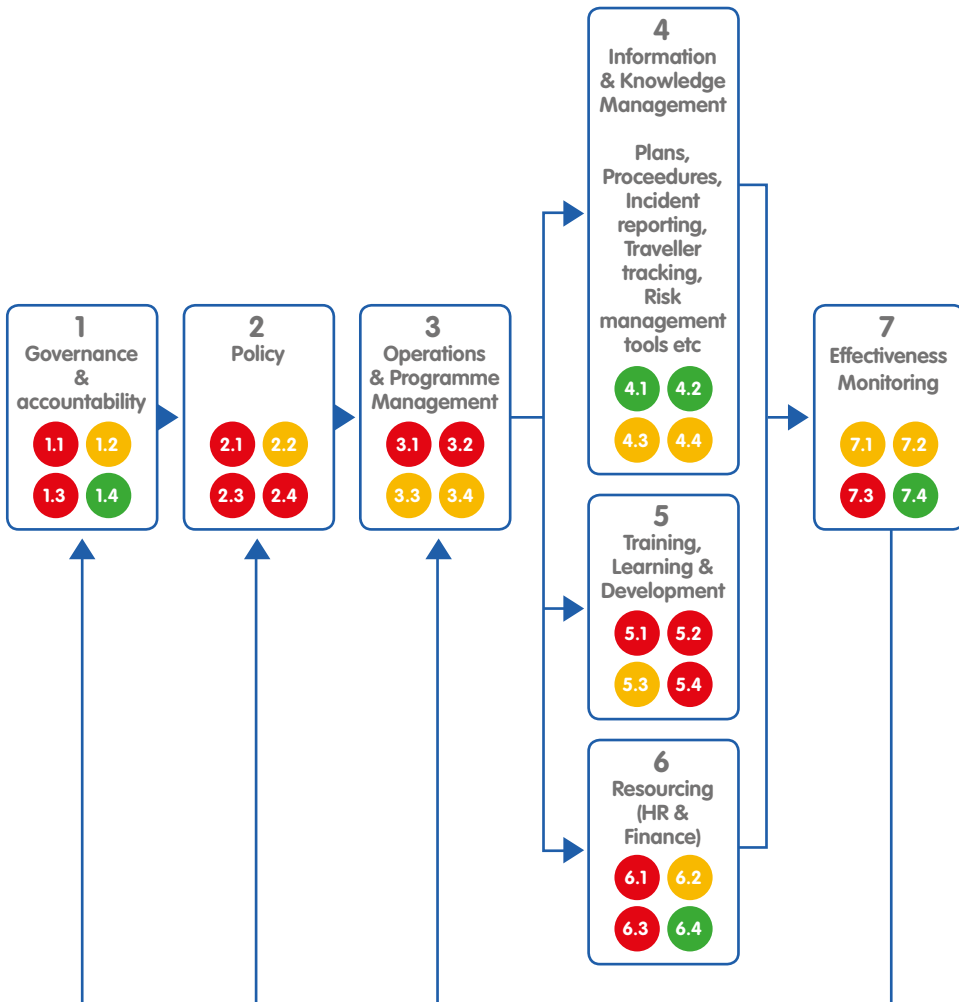 1
Governance
&
accountability
1.1 1.2
1.3 1.4
2
Policy
2.1 2.2
2.3 2.4
3
Operations
& Programme
Management
3.1 3.2
3.3 3.4
4
Information
& Knowledge
Management
Plans,
Proceedures,
Incident
reporting,
Traveller
tracking,
Risk
management
tools etc
4.1 4.2
4.3 4.4
5
Training,
Learning &
Development
5.1 5.2
5.3 5.4
6
Resourcing
(HR &
Finance)
6.1 6.2
6.3 6.4
7
Effectiveness
Monitoring
7.1 7.2
7.3 7.4